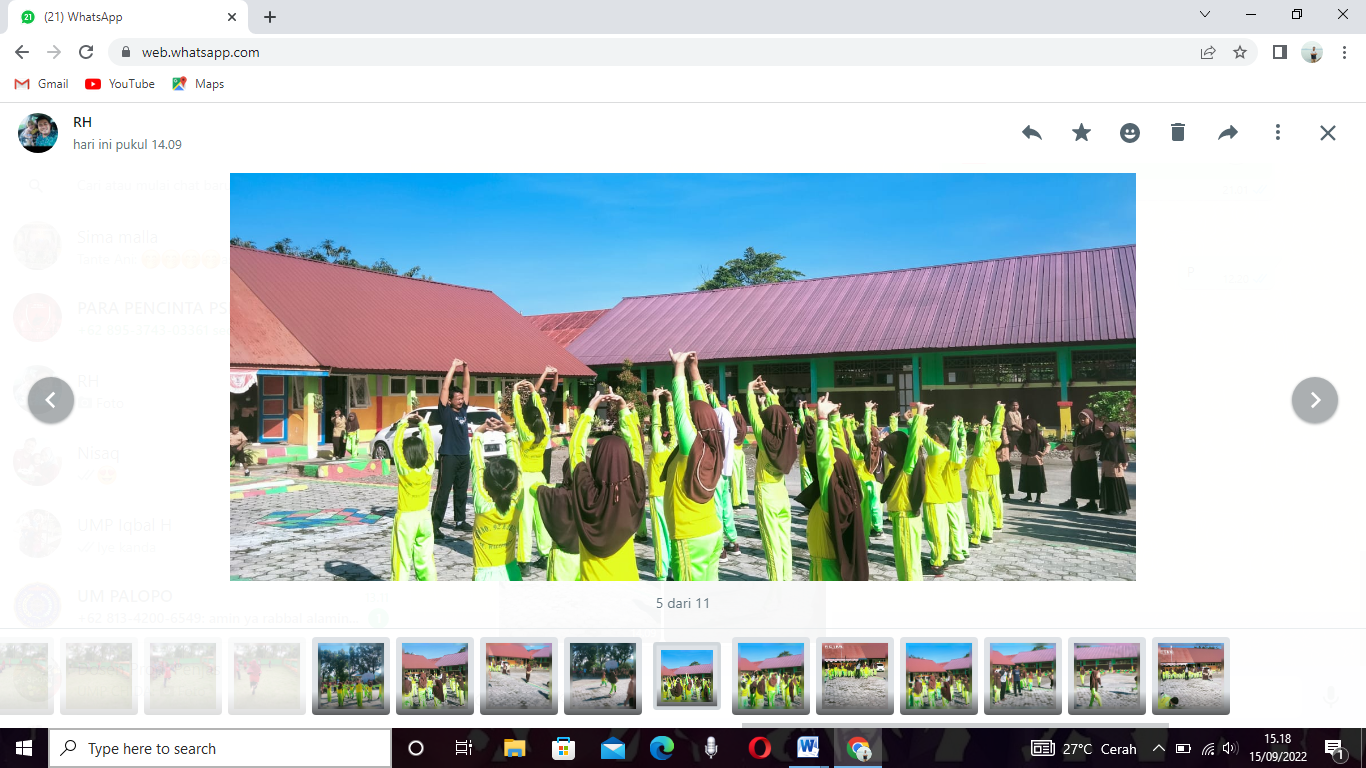 (21) WhatsApp
web.whatsapp.com
Gmail
YouTube
Maps
RH
hari ini pukul 14.09
Sima malla
PARA PENCINTA PS
RH
Foto
Nisaq
UMP Iqbal H
UM PALOPO
5 dari 11
Type here to search
27°C Cerah
15.18
15/09/2022
1